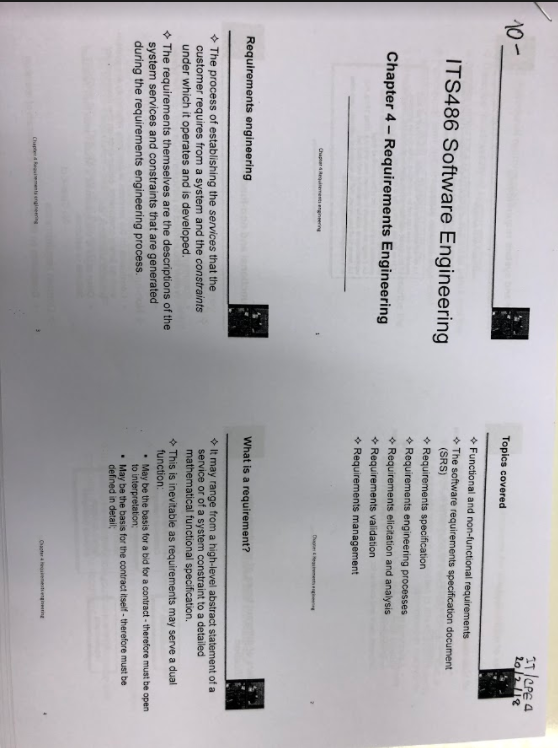 10-
IT/CPE 4
20/2/18
ITS486 Software Engineering
Chapter 4 – Requirements Engineering
Chapter 4 Requirements engineering
1
Topics covered
✧ Functional and non-functional requirements
✧ The software requirements specification document
(SRS)
✧ Requirements specification
✧ Requirements engineering processes
✧ Requirements elicitation and analysis
✧ Requirements validation
✧ Requirements management
Chapter 4 Requirements engineering
2
Requirements engineering
✧ The process of establishing the services that the
customer requires from a system and the constraints
under which it operates and is developed.
✧ The requirements themselves are the descriptions of the
system services and constraints that are generated
during the requirements engineering process.
Chapter 4 Requirements engineering
3
What is a requirement?
✧ It may range from a high-level abstract statement of a
service or of a system constraint to a detailed
mathematical functional specification.
✧ This is inevitable as requirements may serve a dual
function:
▪ May be the basis for a bid for a contract - therefore must be open
to interpretation;
▪ May be the basis for the contract itself - therefore must be
defined in detail;
Chapter 4 Requirements engineering
4